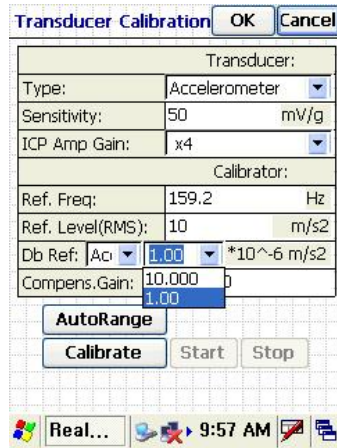 Transducer Calibration OK Cancel
Transducer:
Type: Accelerometer
Sensitivity: 50 mV/g
ICP Amp Gain: x4
Calibrator:
Ref. Freq: 159.2 Hz
Ref. Level(RMS): 10 m/s2
Db Ref: 1.00 *10^-6 m/s2
Compens.Gain: 10.000
1.00
AutoRange
Calibrate Start Stop
Real... 9:57 AM